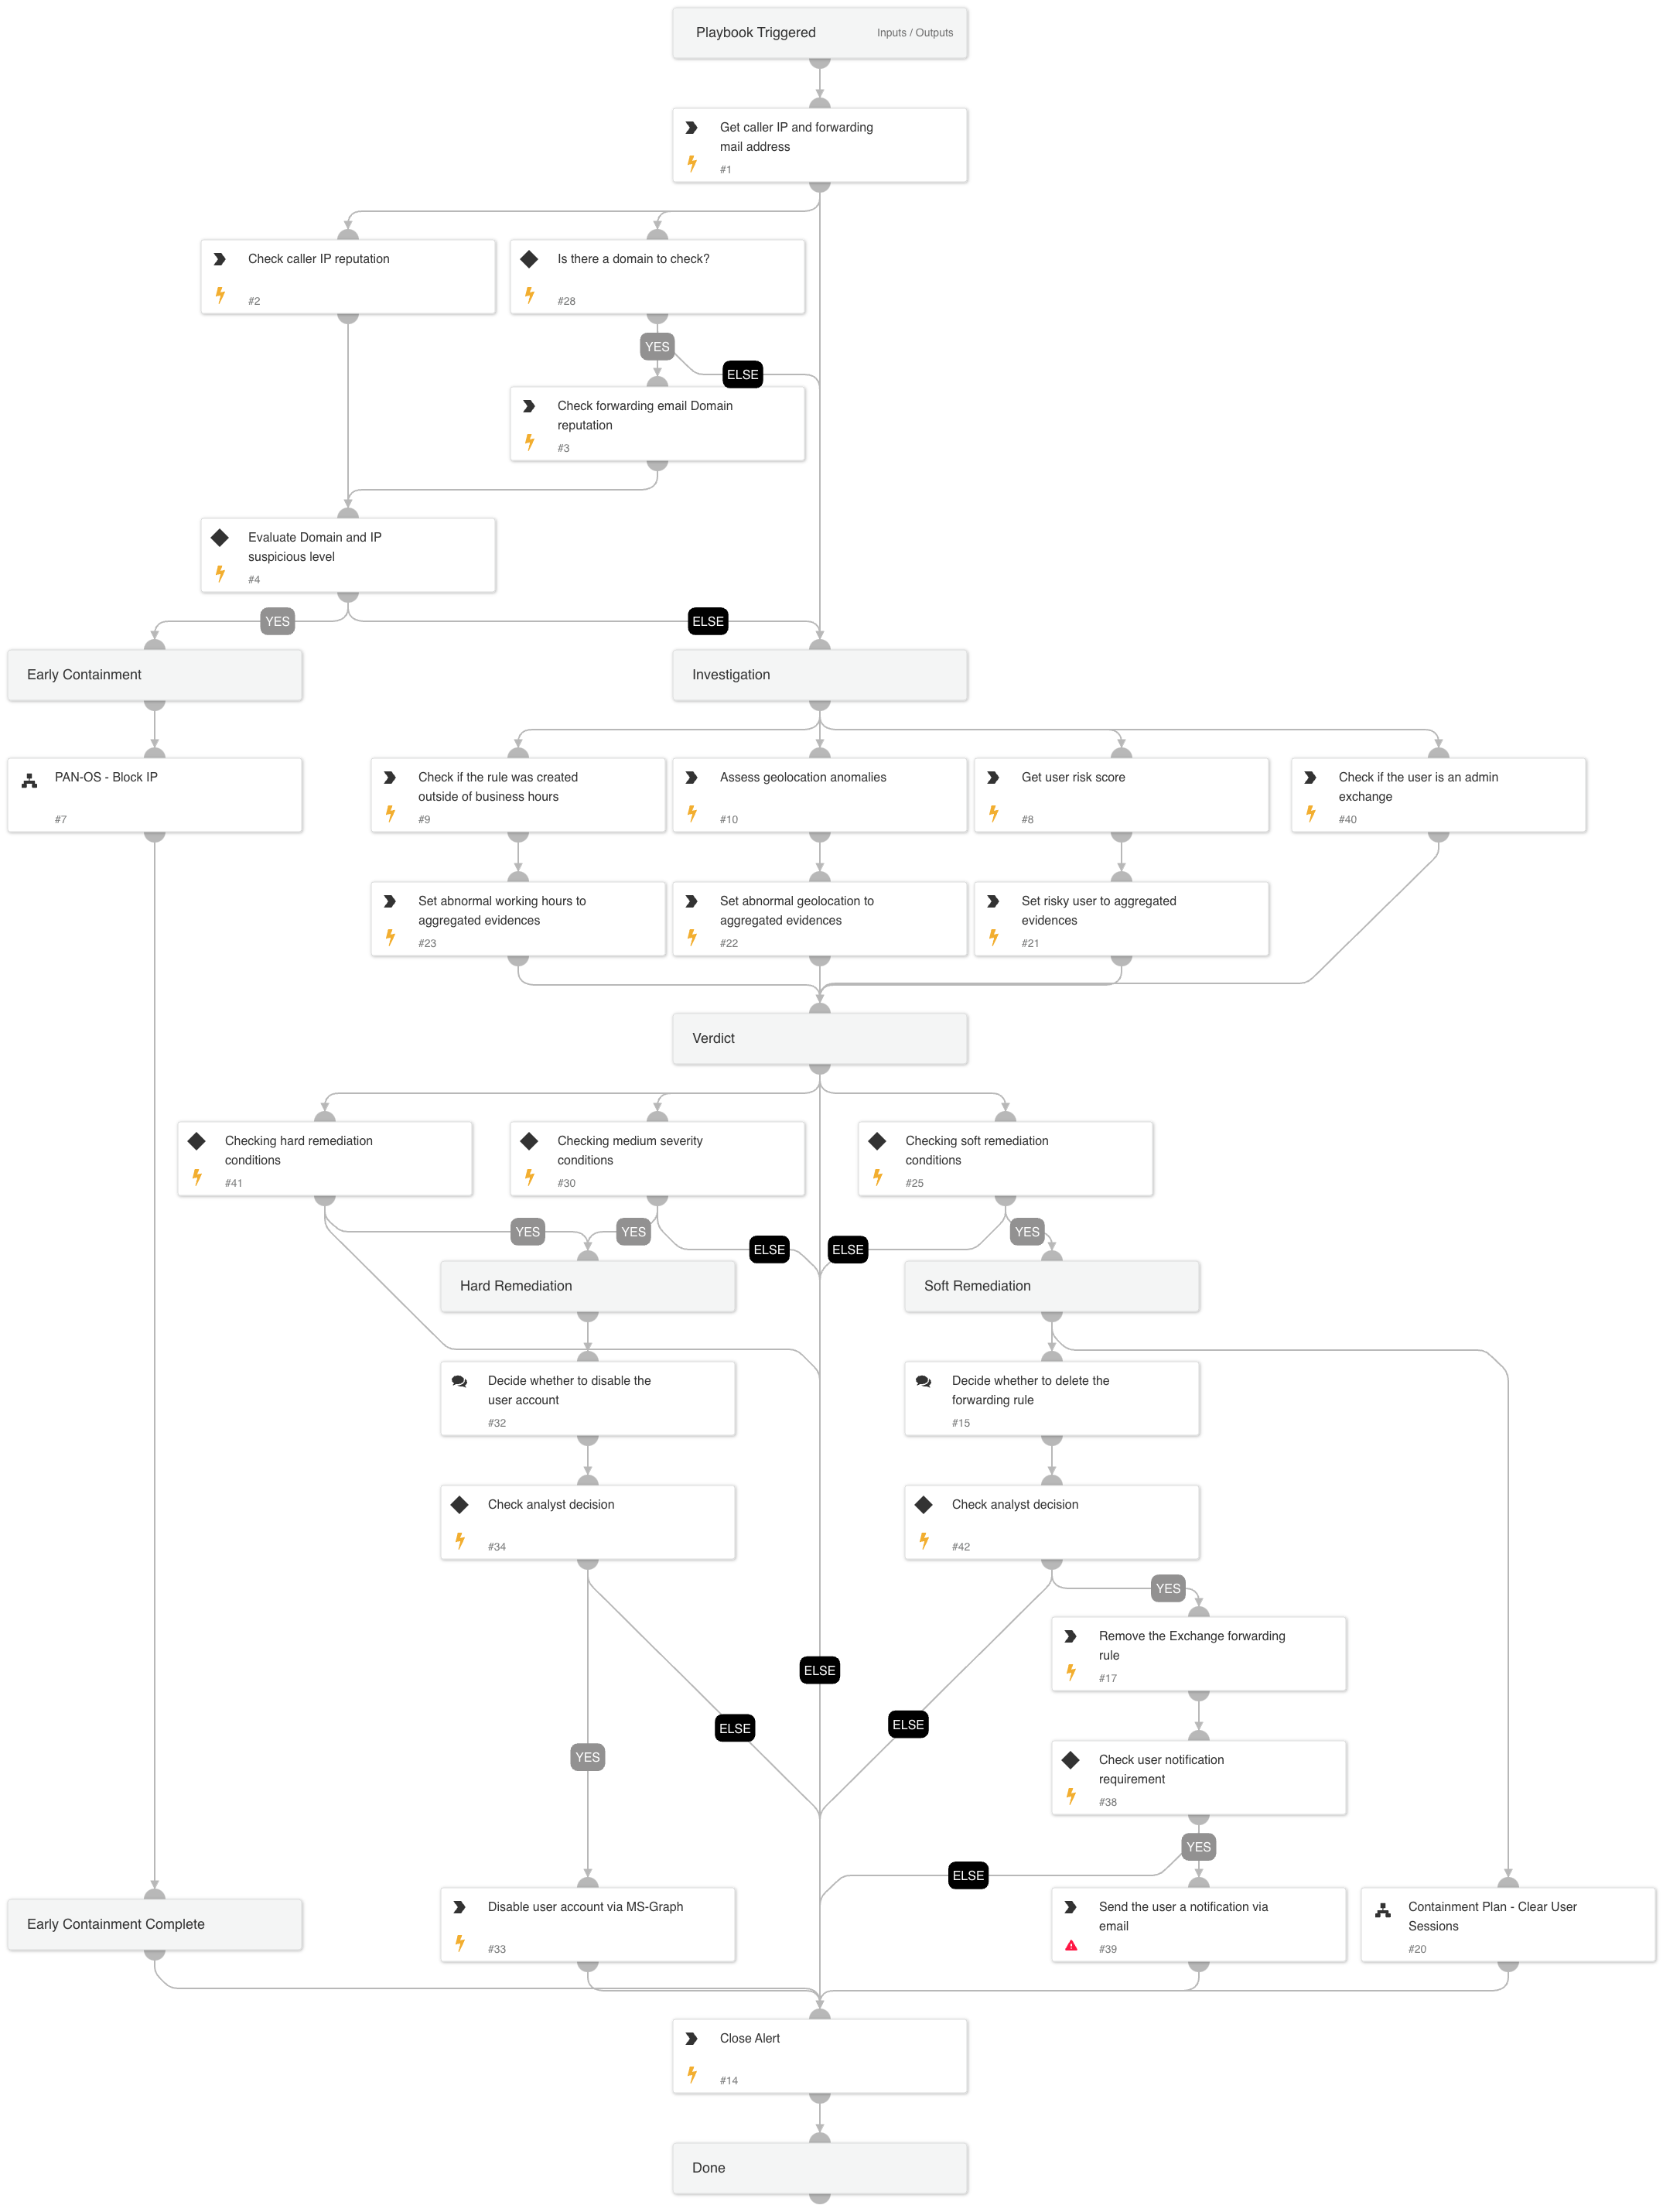 Playbook Triggered
Inputs / Outputs
Get caller IP and forwarding
mail address
#1
Check caller IP reputation
#2
Is there a domain to check?
#28
YES
ELSE
Check forwarding email Domain
reputation
#3
Evaluate Domain and IP
suspicious level
#4
YES
ELSE
Early Containment
Investigation
PAN-OS - Block IP
#7
Check if the rule was created
outside of business hours
#9
Assess geolocation anomalies
#10
Get user risk score
#8
Check if the user is an admin
exchange
#40
Set abnormal working hours to
aggregated evidences
#23
Set abnormal geolocation to
aggregated evidences
#22
Set risky user to aggregated
evidences
#21
Verdict
Checking hard remediation
conditions
#41
Checking medium severity
conditions
#30
Checking soft remediation
conditions
#25
YES
YES
ELSE
ELSE
YES
Hard Remediation
Soft Remediation
Decide whether to disable the
user account
#32
Decide whether to delete the
forwarding rule
#15
Check analyst decision
#34
Check analyst decision
#42
YES
Remove the Exchange forwarding
rule
#17
ELSE
ELSE
ELSE
YES
Check user notification
requirement
#38
YES
ELSE
Early Containment Complete
Disable user account via MS-Graph
#33
Send the user a notification via
email
#39
Containment Plan - Clear User
Sessions
#20
Close Alert
#14
Done